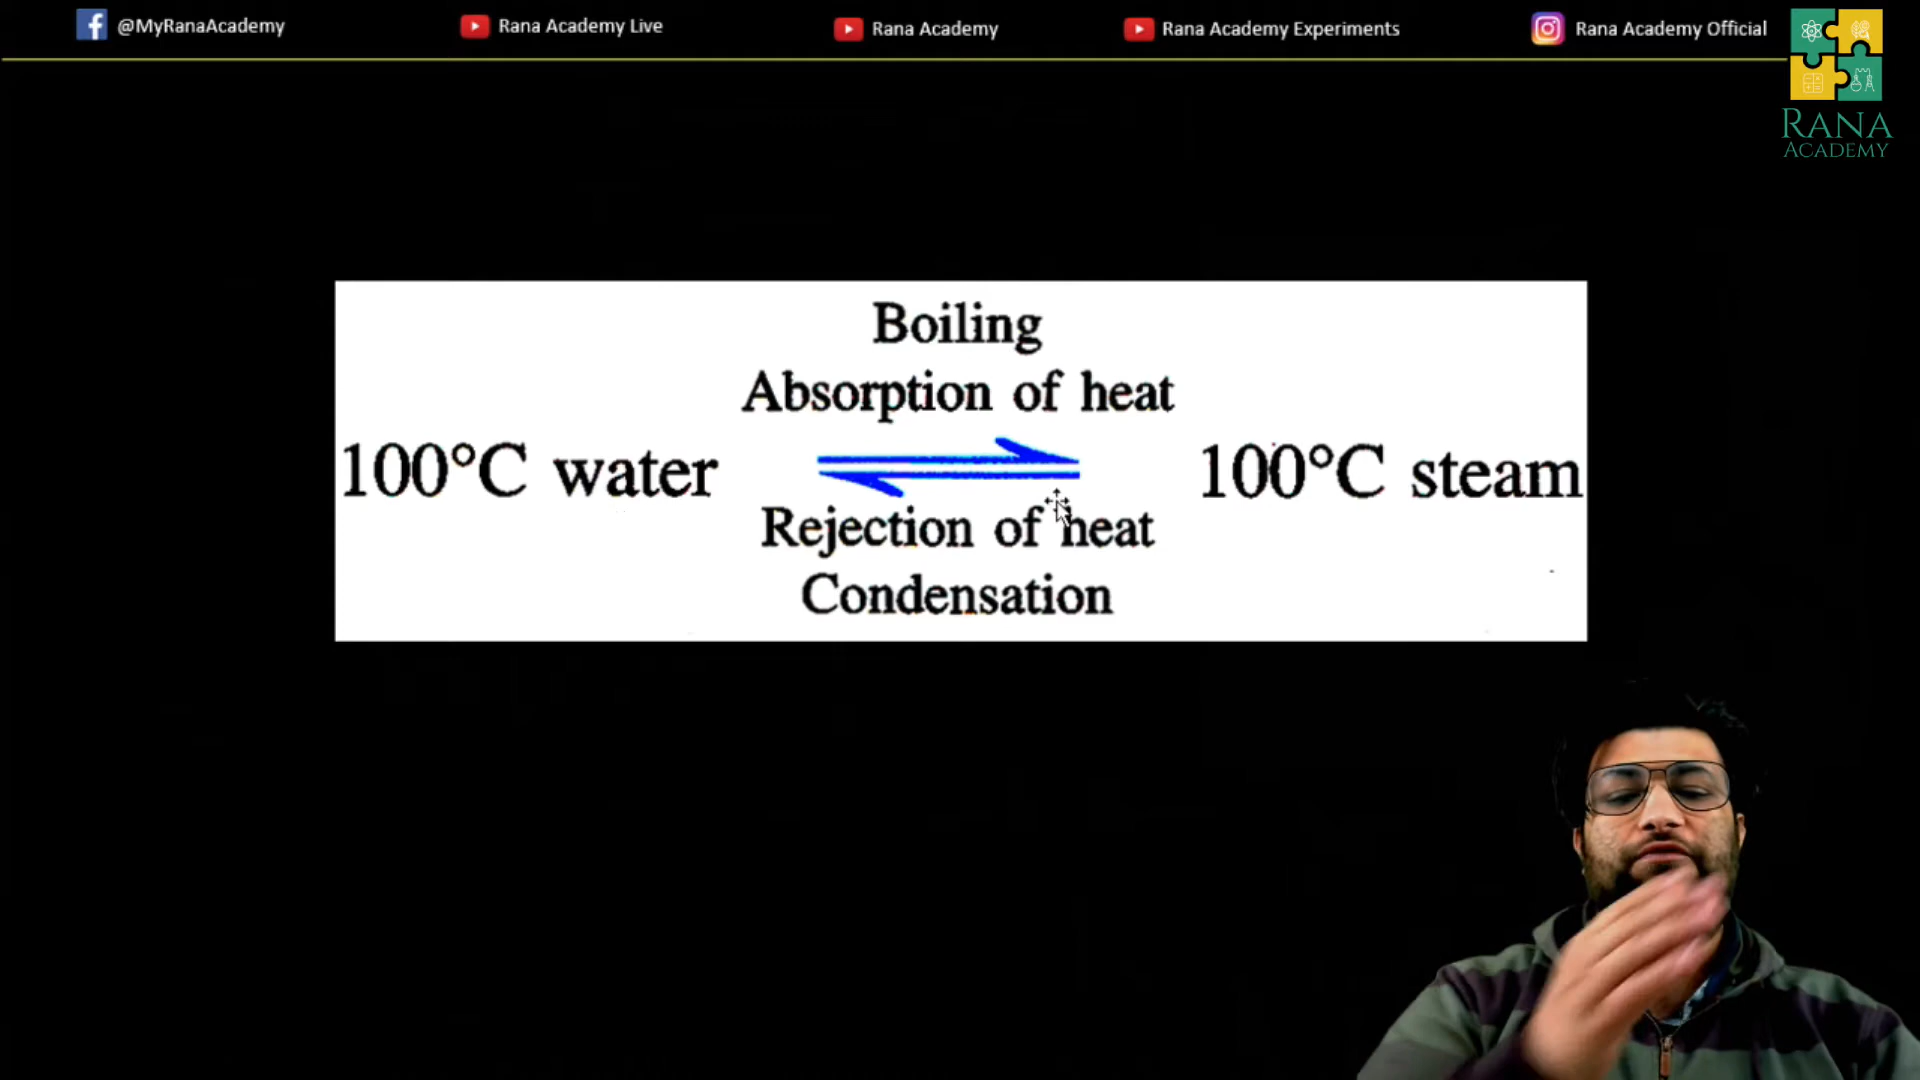 @MyRanaAcademy
Rana Academy Live
Rana Academy
Rana Academy Experiments
Rana Academy Official
RANA
ACADEMY
Boiling
Absorption of heat
100°C water
100°C steam
Rejection of heat
Condensation